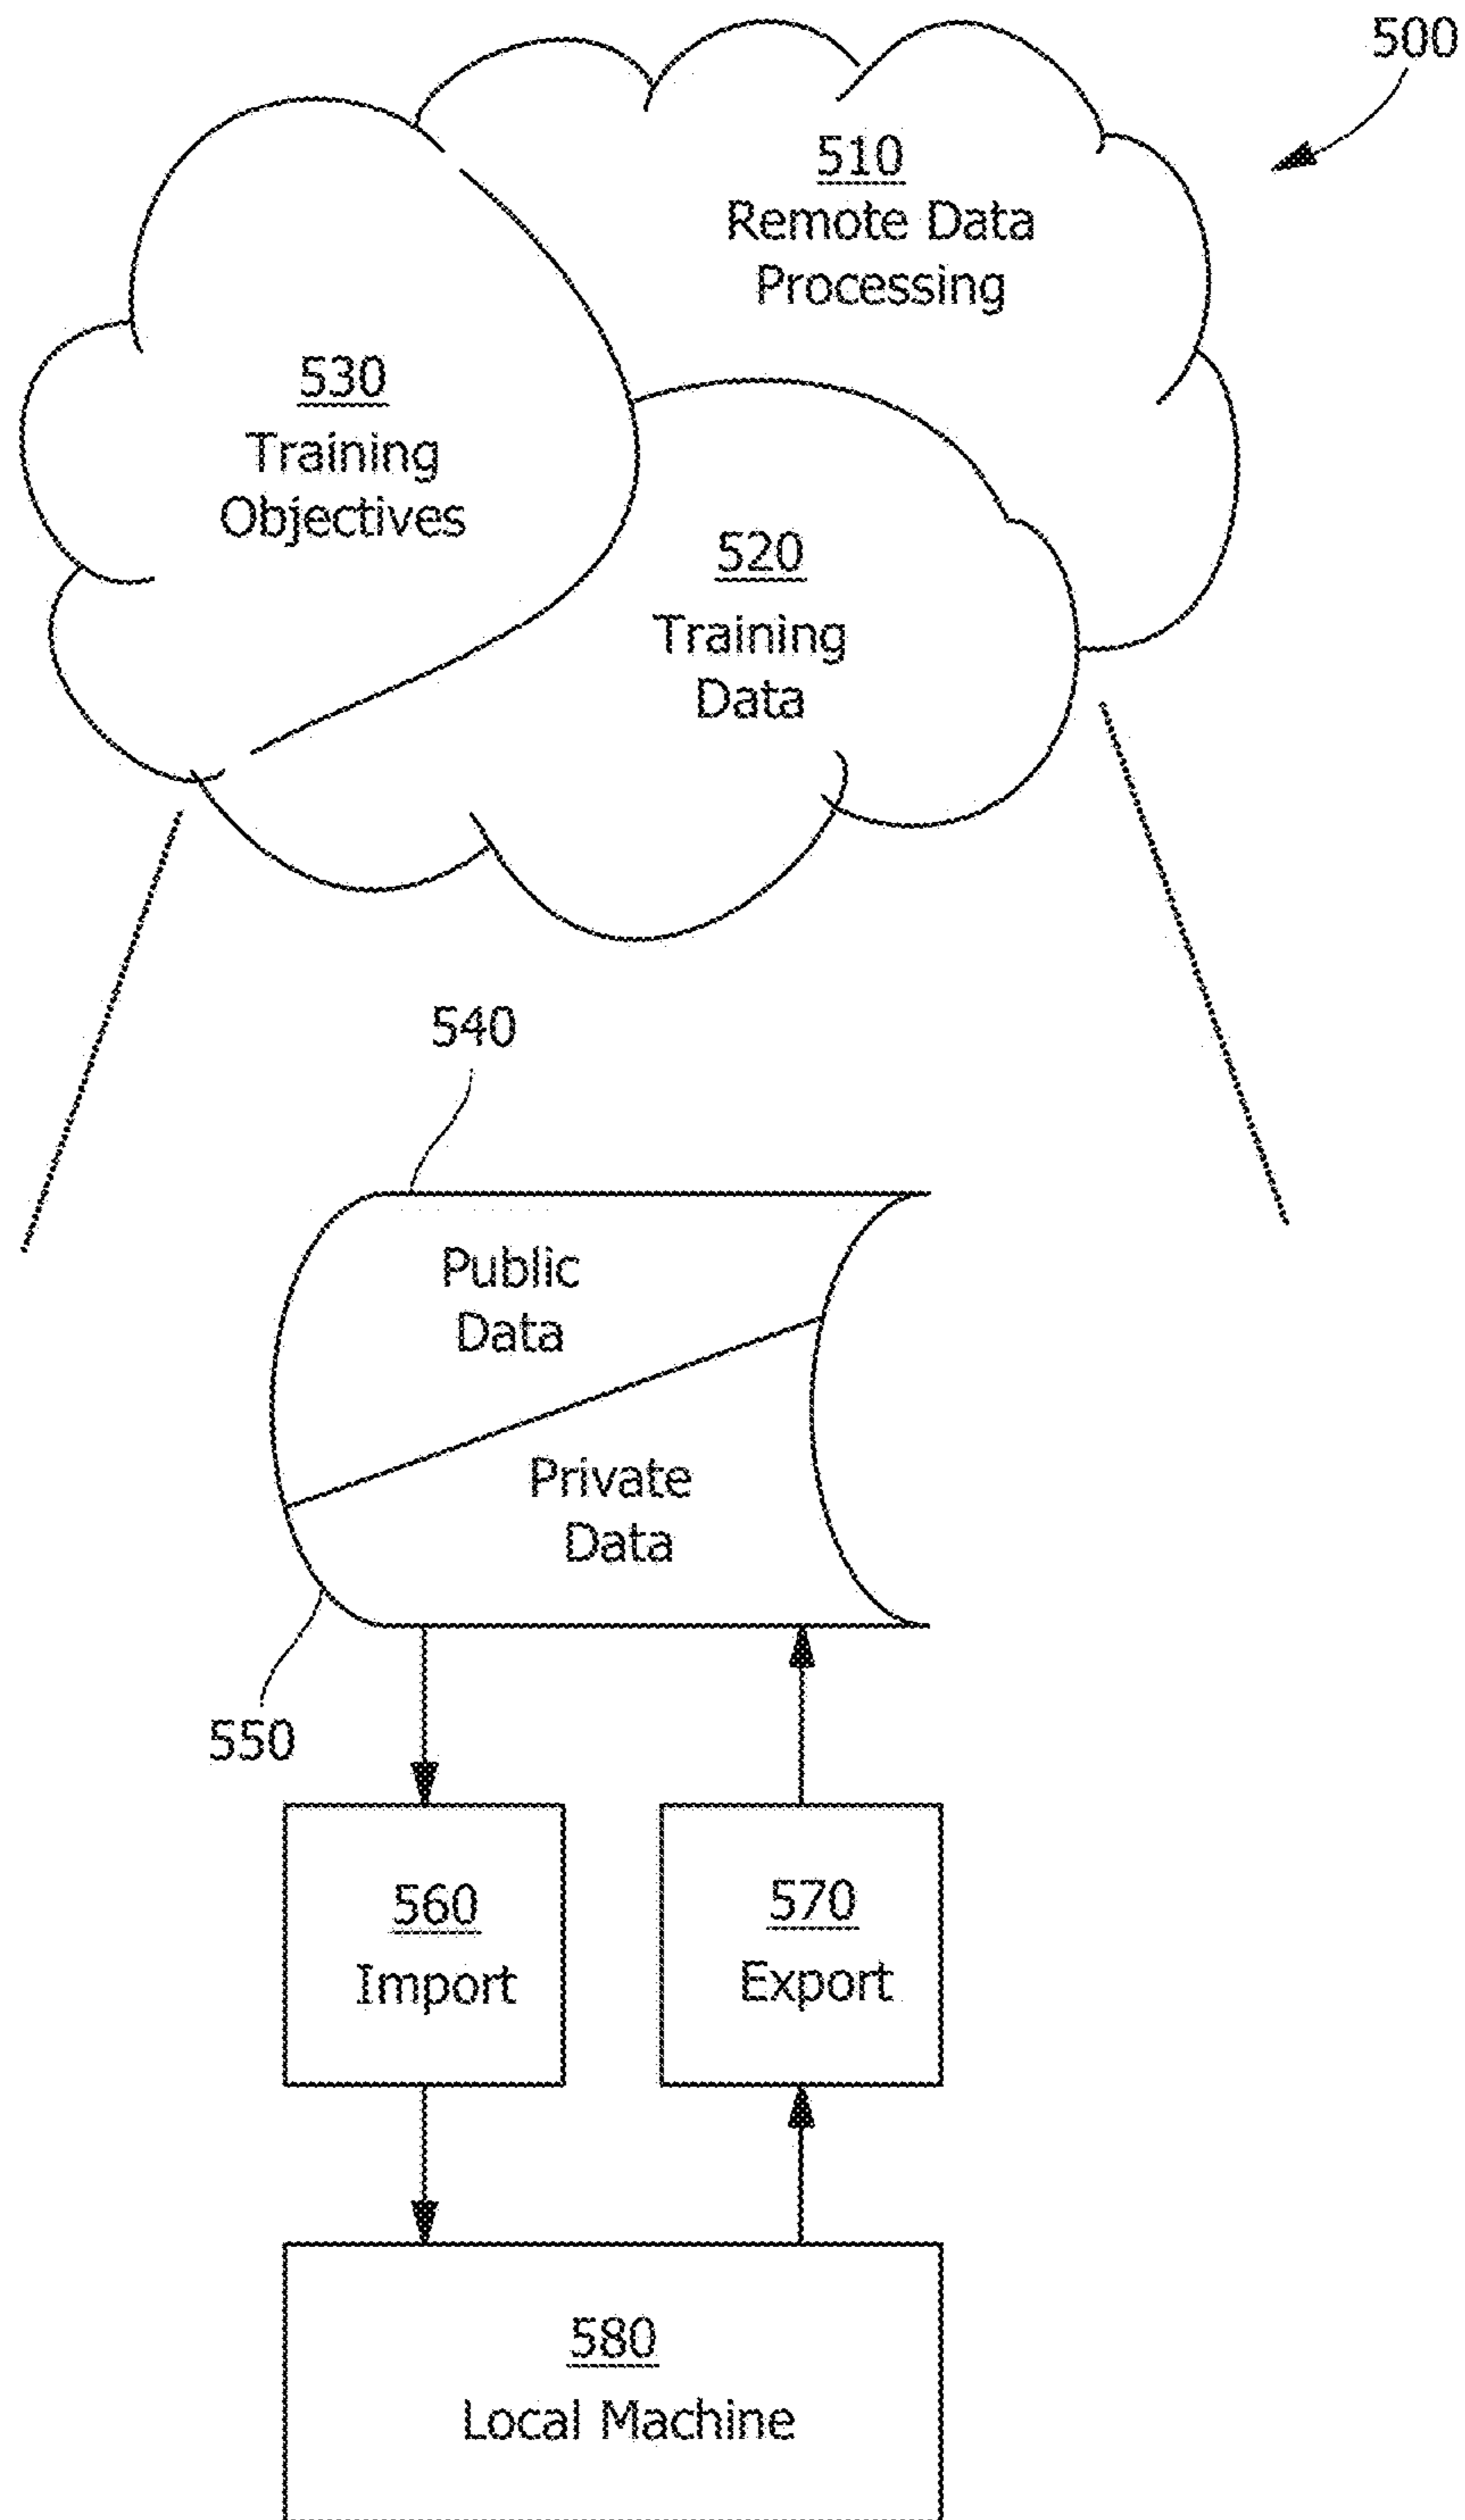 500
510
Remote Data
Processing
530
Training
Objectives
520
Training
Data
540
Public
Data
Private
Data
550
560
Import
570
Export
580
Local Machine